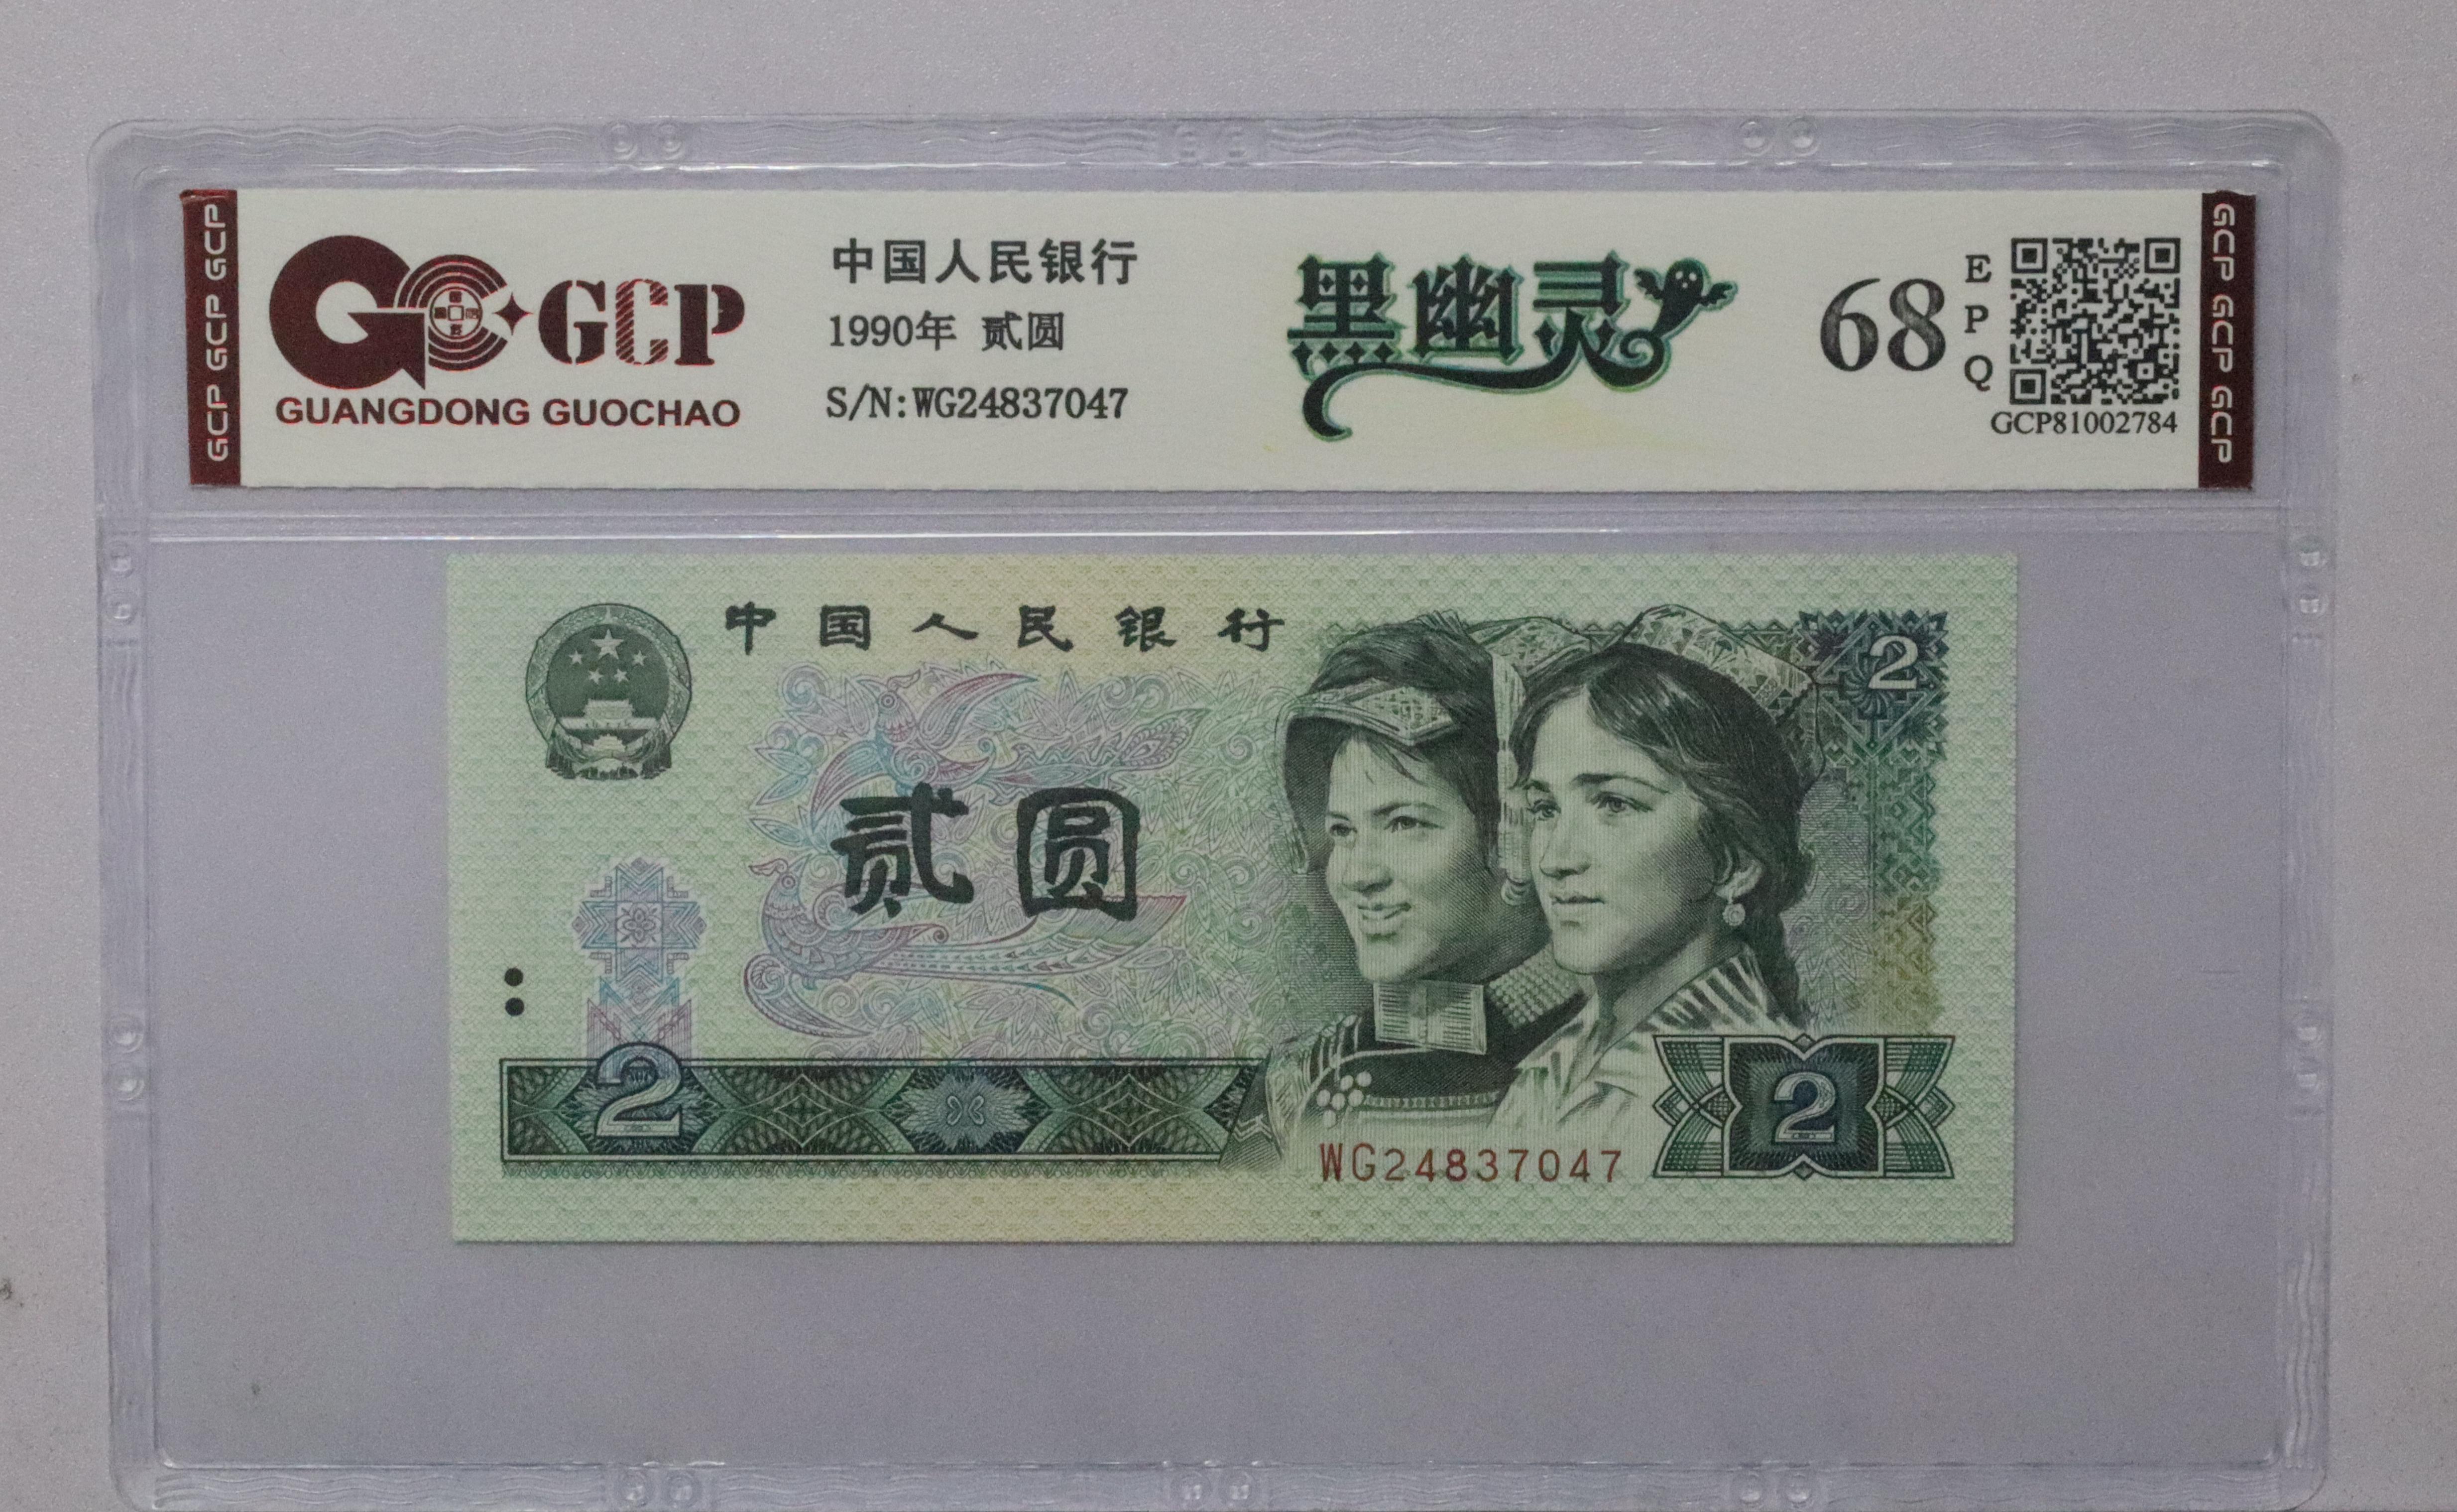 GCP GCP GCP
GCP
GUANGDONG GUOCHAO
中国人民银行
1990年 贰圆
S/N:WG24837047
黑幽灵
68
EPQ
GCP81002784
GCP GCP GCP
中国人民银行
2
贰圆
2
2
WG24837047